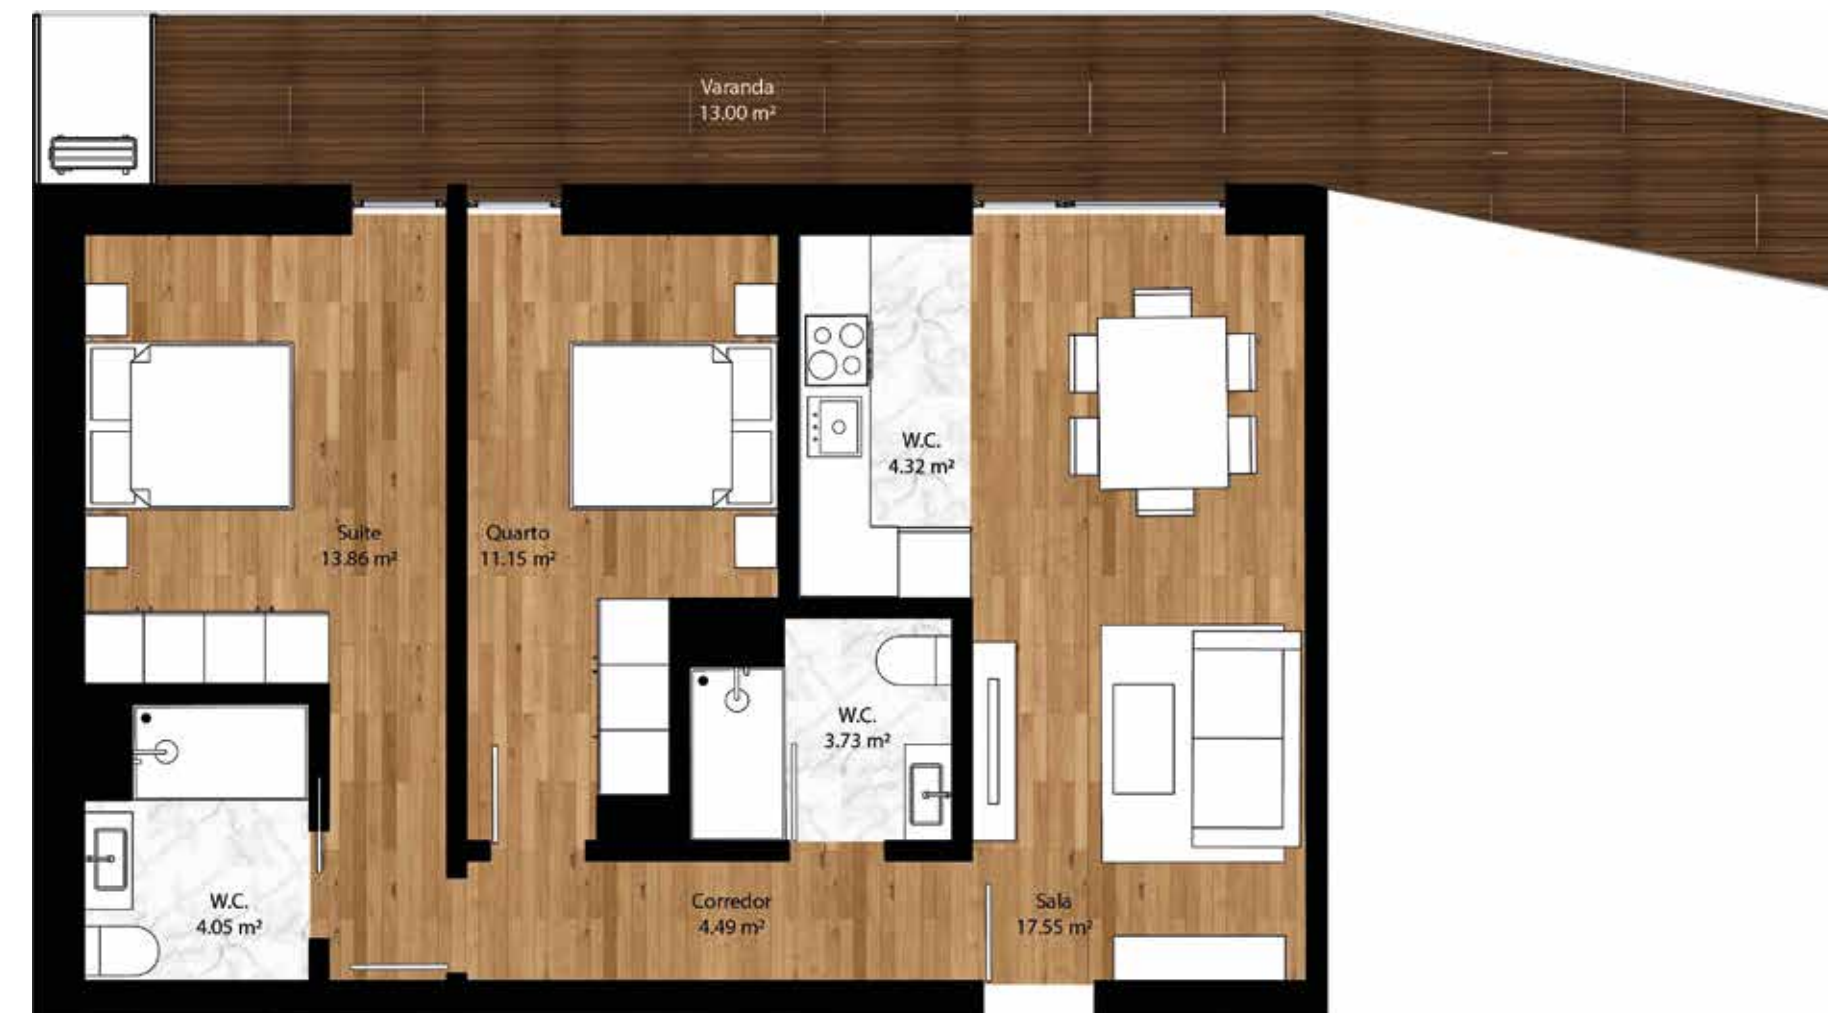 Varanda
13.00 m²
W.C.
4.32 m²
Suite
13.86 m²
Quarto
11.15 m²
W.C.
3.73 m²
W.C.
4.05 m²
Corredor
4.49 m²
Sala
17.55 m²